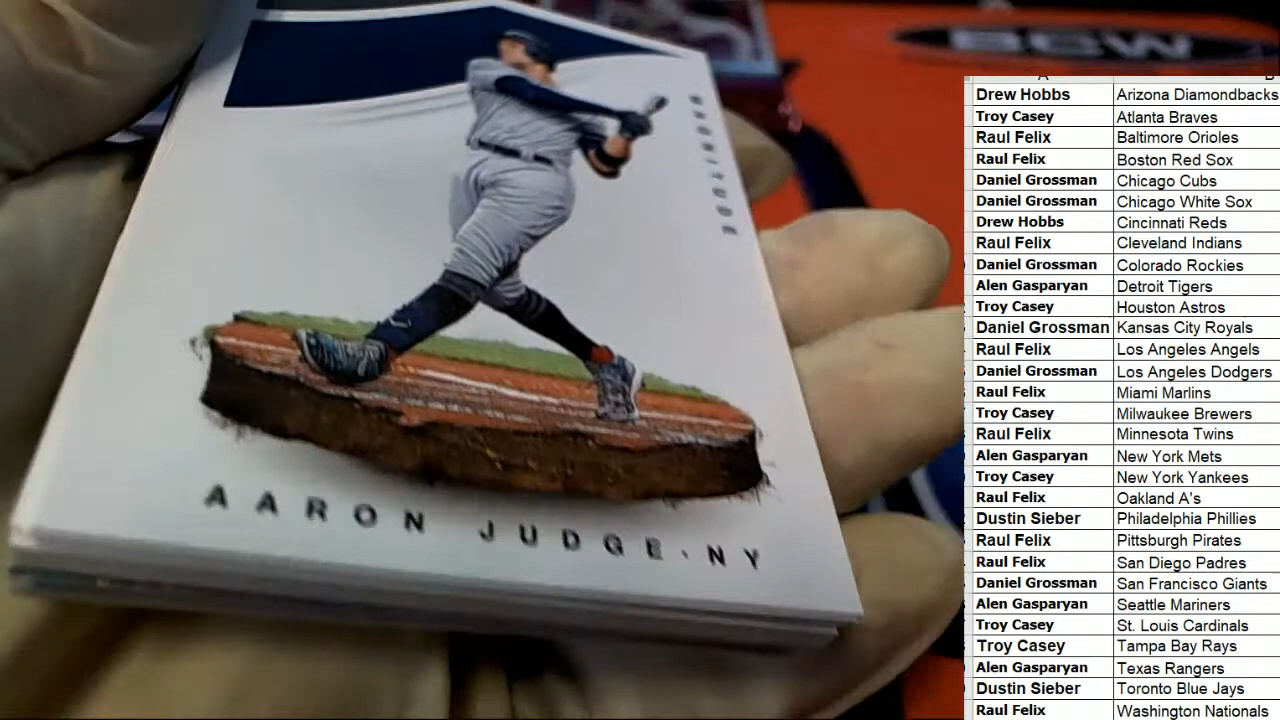 BCW
MAGNITUDE
AARON JUDGE · NY
A B
Drew Hobbs Arizona Diamondbacks
Troy Casey Atlanta Braves
Raul Felix Baltimore Orioles
Raul Felix Boston Red Sox
Daniel Grossman Chicago Cubs
Daniel Grossman Chicago White Sox
Drew Hobbs Cincinnati Reds
Raul Felix Cleveland Indians
Daniel Grossman Colorado Rockies
Alen Gasparyan Detroit Tigers
Troy Casey Houston Astros
Daniel Grossman Kansas City Royals
Raul Felix Los Angeles Angels
Daniel Grossman Los Angeles Dodgers
Raul Felix Miami Marlins
Troy Casey Milwaukee Brewers
Raul Felix Minnesota Twins
Alen Gasparyan New York Mets
Troy Casey New York Yankees
Raul Felix Oakland A's
Dustin Sieber Philadelphia Phillies
Raul Felix Pittsburgh Pirates
Raul Felix San Diego Padres
Daniel Grossman San Francisco Giants
Alen Gasparyan Seattle Mariners
Troy Casey St. Louis Cardinals
Troy Casey Tampa Bay Rays
Alen Gasparyan Texas Rangers
Dustin Sieber Toronto Blue Jays
Raul Felix Washington Nationals